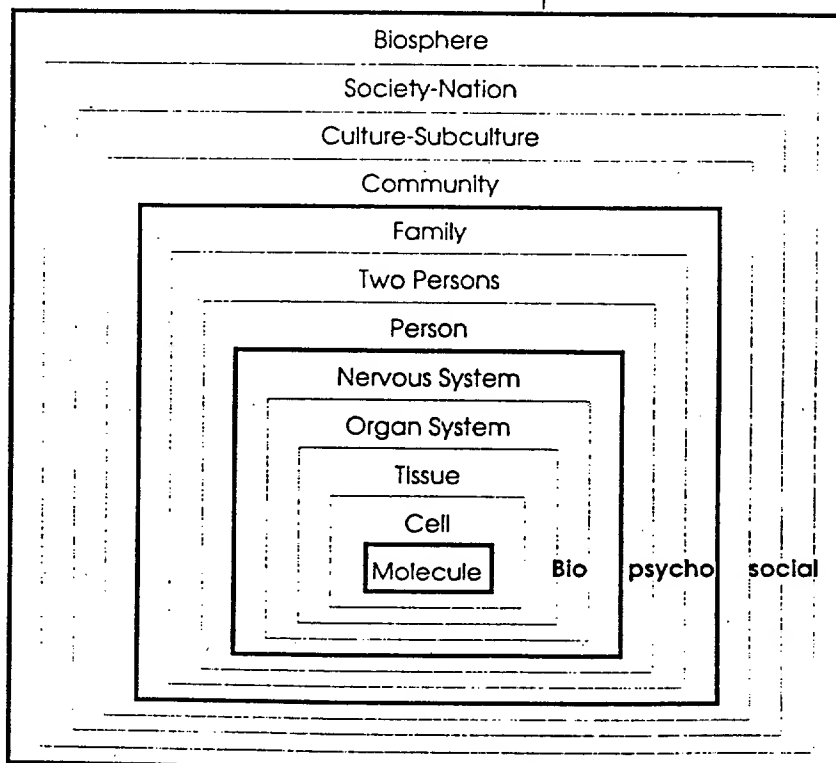 Biosphere
Society-Nation
Culture-Subculture
Community
Family
Two Persons
Person
Nervous System
Organ System
Tissue
Cell
Molecule Bio psycho social